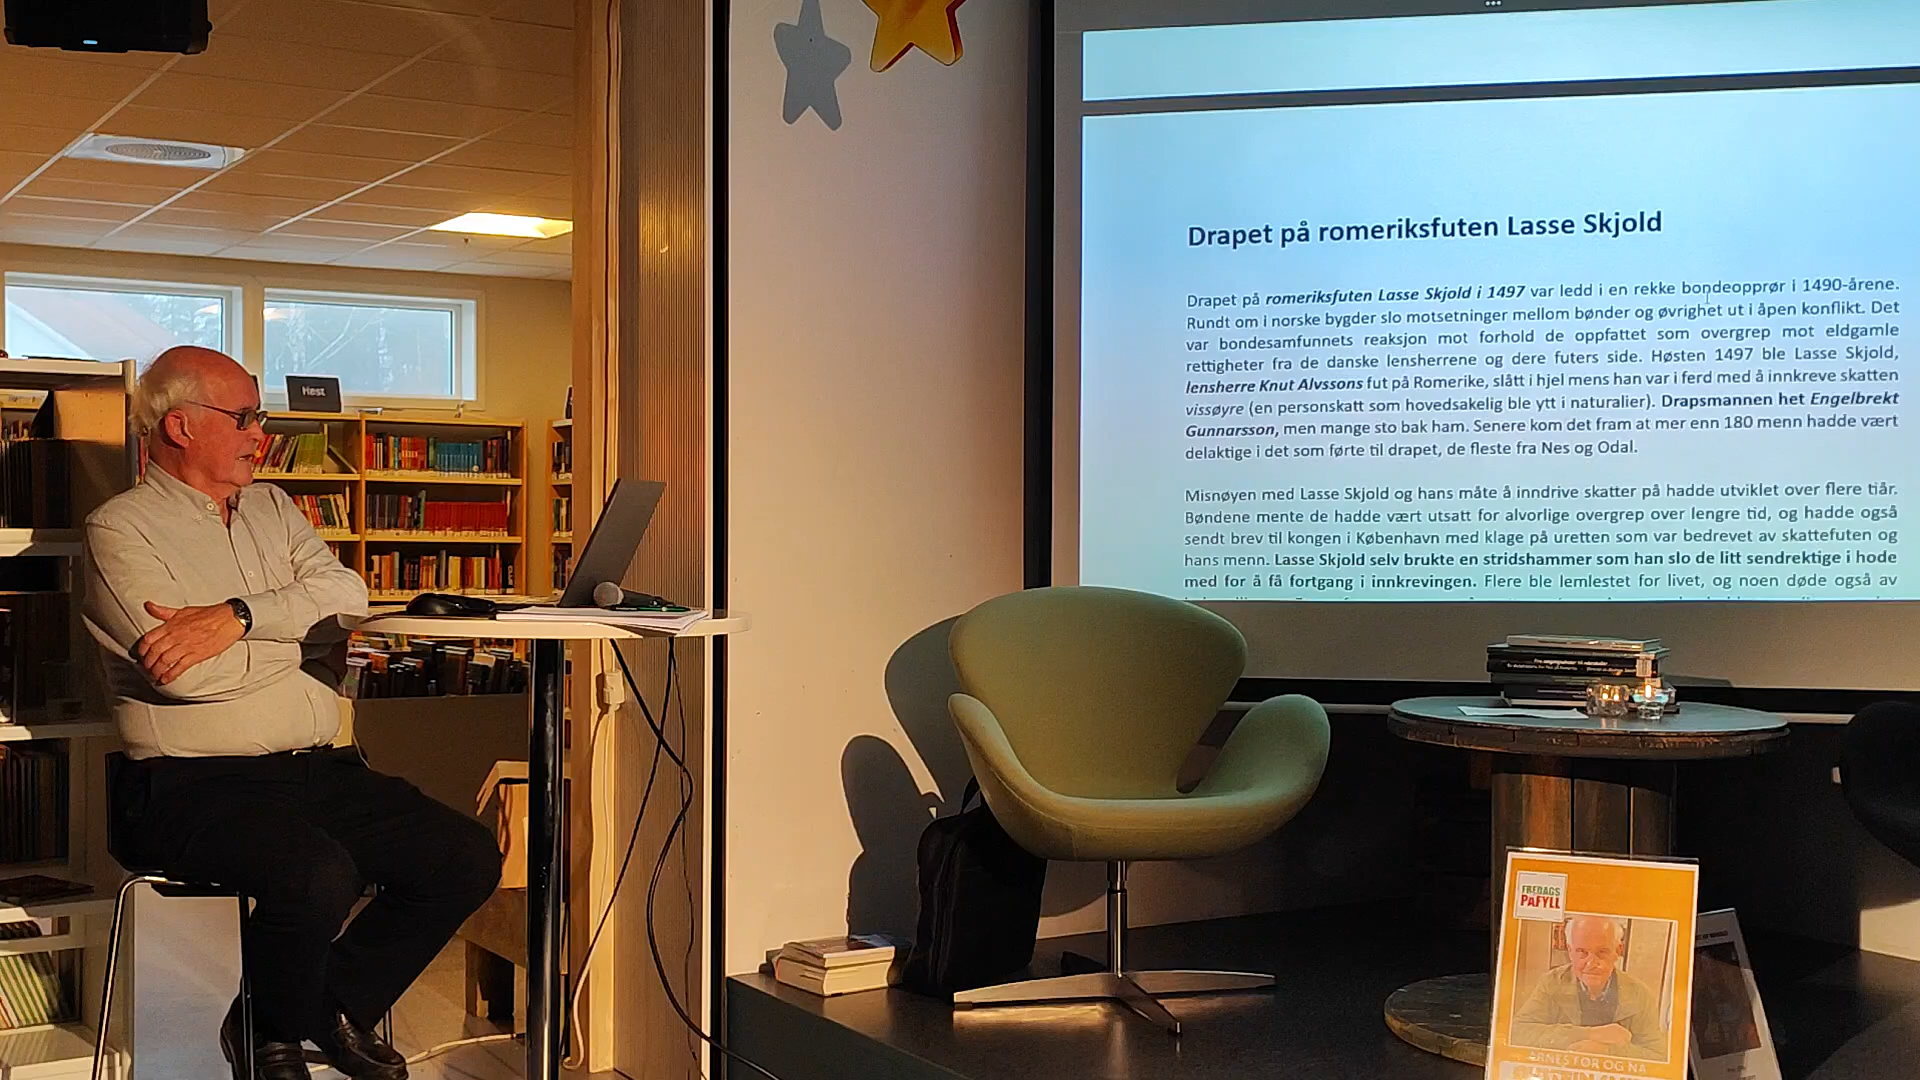 Høst
Drapet på romeriksfuten Lasse Skjold
Drapet på romeriksfuten Lasse Skjold i 1497 var ledd i en rekke bondeopprør i 1490-årene.
Rundt om i norske bygder slo motsetninger mellom bønder og øvrighet ut i åpen konflikt. Det
var bondesamfunnets reaksjon mot forhold de oppfattet som overgrep mot eldgamle
rettigheter fra de danske lensherrene og dere futers side. Høsten 1497 ble Lasse Skjold,
lensherre Knut Alvssons fut på Romerike, slått i hjel mens han var i ferd med å innkreve skatten
vissøyre (en personskatt som hovedsakelig ble ytt i naturalier). Drapsmannen het Engelbrekt
Gunnarsson, men mange sto bak ham. Senere kom det fram at mer enn 180 menn hadde vært
delaktige i det som førte til drapet, de fleste fra Nes og Odal.
Misnøyen med Lasse Skjold og hans måte å inndrive skatter på hadde utviklet over flere tiår.
Bøndene mente de hadde vært utsatt for alvorlige overgrep over lengre tid, og hadde også
sendt brev til kongen i København med klage på uretten som var bedrevet av skattefuten og
hans menn. Lasse Skjold selv brukte en stridshammer som han slo de litt sendrektige i hode
med for å få fortgang i innkrevingen. Flere ble lemlestet for livet, og noen døde også av
FREDAGS
PÅFYLL
ÅRNES FØR OG NÅ